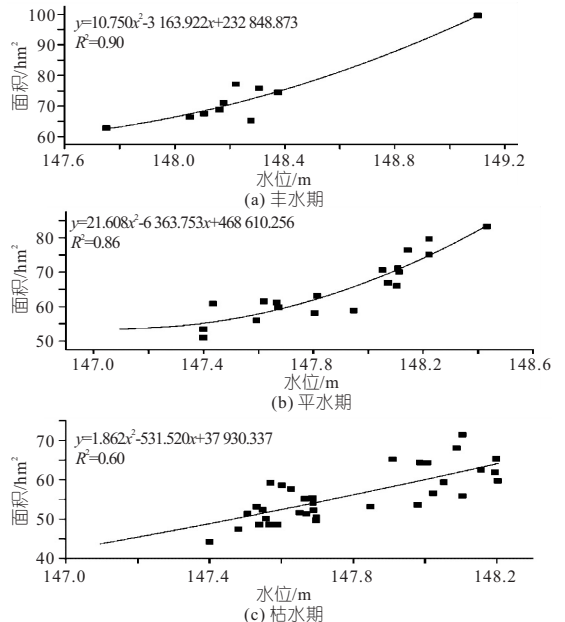 y=10.750x²-3 163.922x+232 848.873
R²=0.90
面积/hm²
100
90
80
70
60
147.6 148.0 148.4 148.8 149.2
水位/m
(a) 丰水期
y=21.608x²-6 363.753x+468 610.256
R²=0.86
面积/hm²
80
70
60
50
147.0 147.4 147.8 148.2 148.6
水位/m
(b) 平水期
y=1.862x²-531.520x+37 930.337
R²=0.60
面积/hm²
70
60
50
40
147.0 147.4 147.8 148.2
水位/m
(c) 枯水期